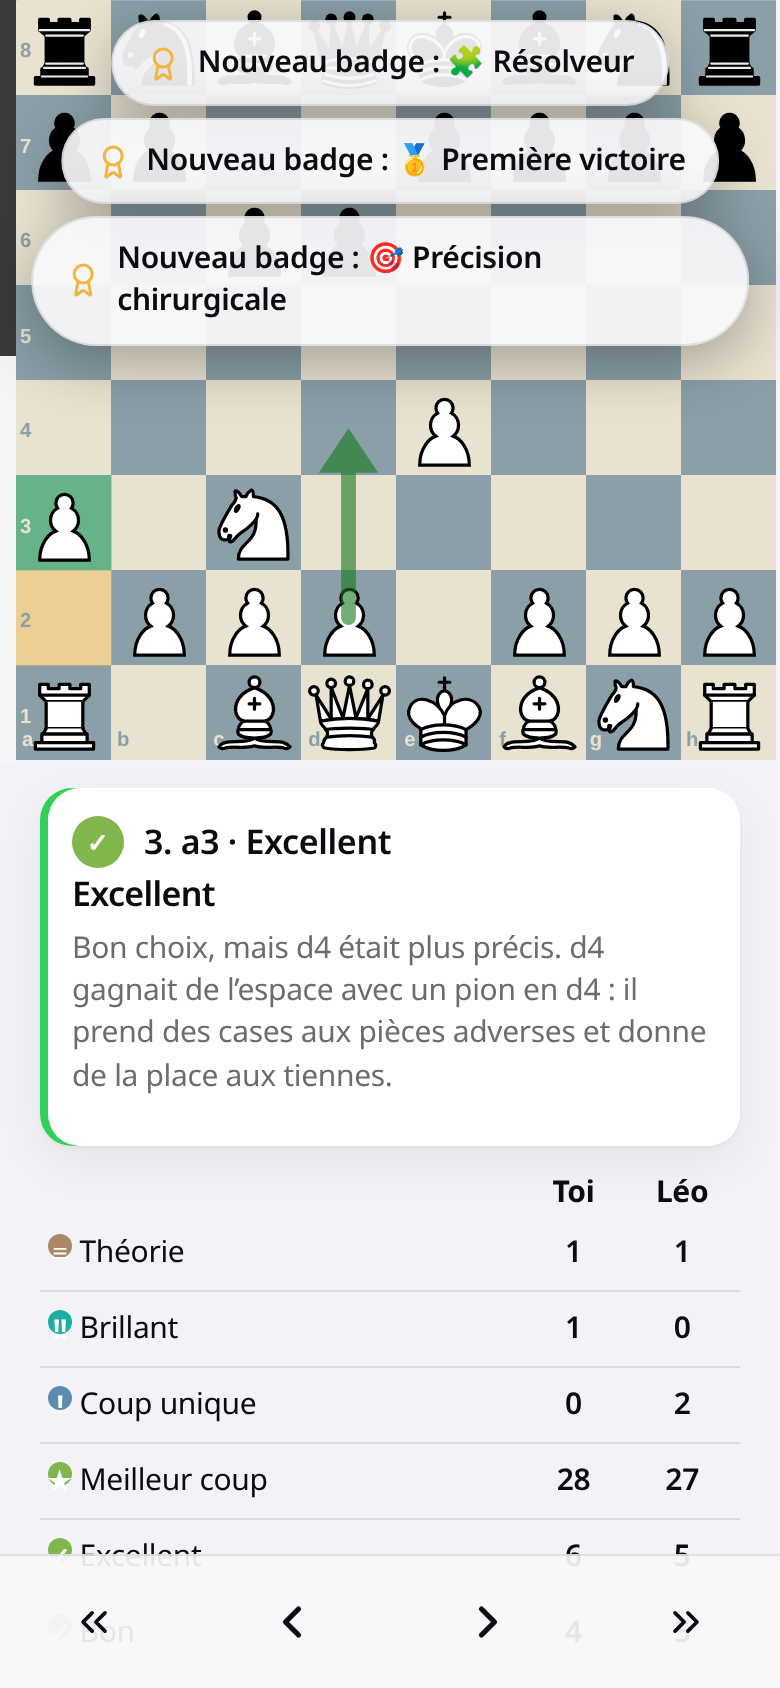 8
Nouveau badge : 🧩 Résolveur
7
Nouveau badge : 🥇 Première victoire
6
Nouveau badge : 🎯 Précision
chirurgicale
5
4
3
2
1
a b c d e f g h
3. a3 · Excellent
Excellent
Bon choix, mais d4 était plus précis. d4
gagnait de l’espace avec un pion en d4 : il
prend des cases aux pièces adverses et donne
de la place aux tiennes.
Toi Léo
Théorie 1 1
Brillant 1 0
Coup unique 0 2
Meilleur coup 28 27
Excellent 6 5
Bon 4